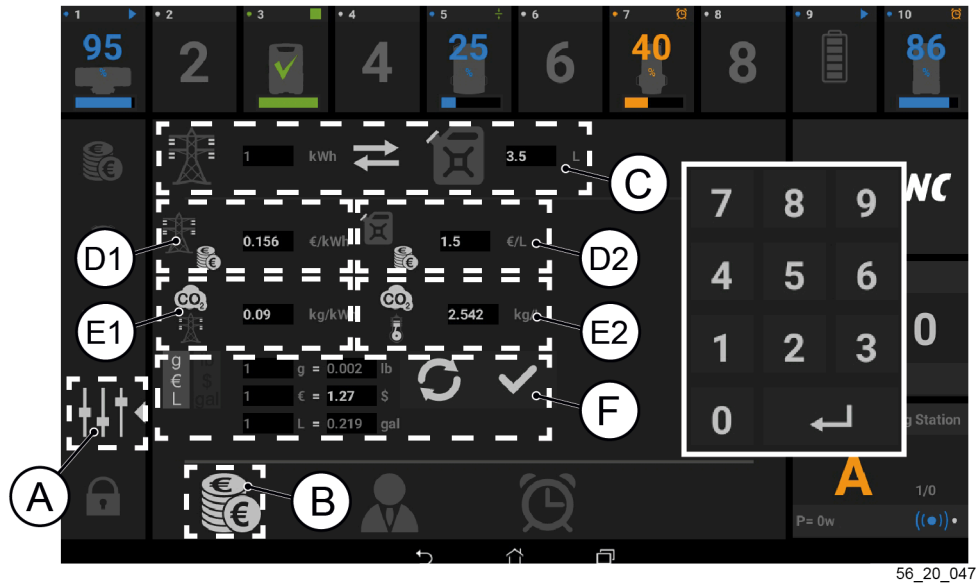 1 2 3 4 5 6 7 8 9 10
95 2 4 25 6 40 8 86
% % % %
1 kWh 3.5 L
C
7 8 9
NC
D1 0.156 €/kWh 1.5 €/L D2
4 5 6
CO2 CO2
E1 0.09 kg/kW 2.542 kg/ E2
1 2 3
0
g lb 1 g = 0.002 lb
€ $ 1 € = 1.27 $
L gal 1 L = 0.219 gal
F
0
g Station
A
B
A
1/0
P= 0w
56_20_047